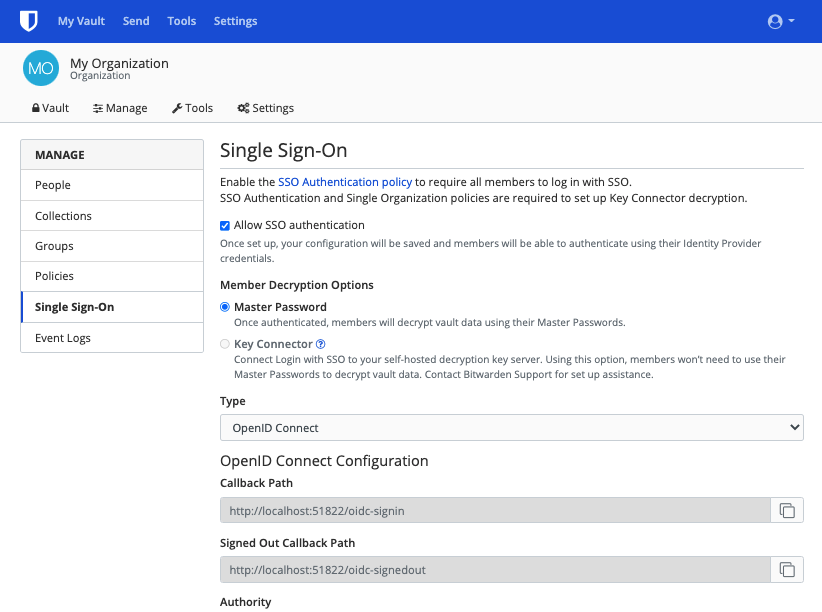 My Vault Send Tools Settings
MO
My Organization
Organization
Vault Manage Tools Settings
MANAGE
People
Collections
Groups
Policies
Single Sign-On
Event Logs
Single Sign-On
Enable the SSO Authentication policy to require all members to log in with SSO.
SSO Authentication and Single Organization policies are required to set up Key Connector decryption.
Allow SSO authentication
Once set up, your configuration will be saved and members will be able to authenticate using their Identity Provider
credentials.
Member Decryption Options
Master Password
Once authenticated, members will decrypt vault data using their Master Passwords.
Key Connector
Connect Login with SSO to your self-hosted decryption key server. Using this option, members won't need to use their
Master Passwords to decrypt vault data. Contact Bitwarden Support for set up assistance.
Type
OpenID Connect
OpenID Connect Configuration
Callback Path
http://localhost:51822/oidc-signin
Signed Out Callback Path
http://localhost:51822/oidc-signedout
Authority